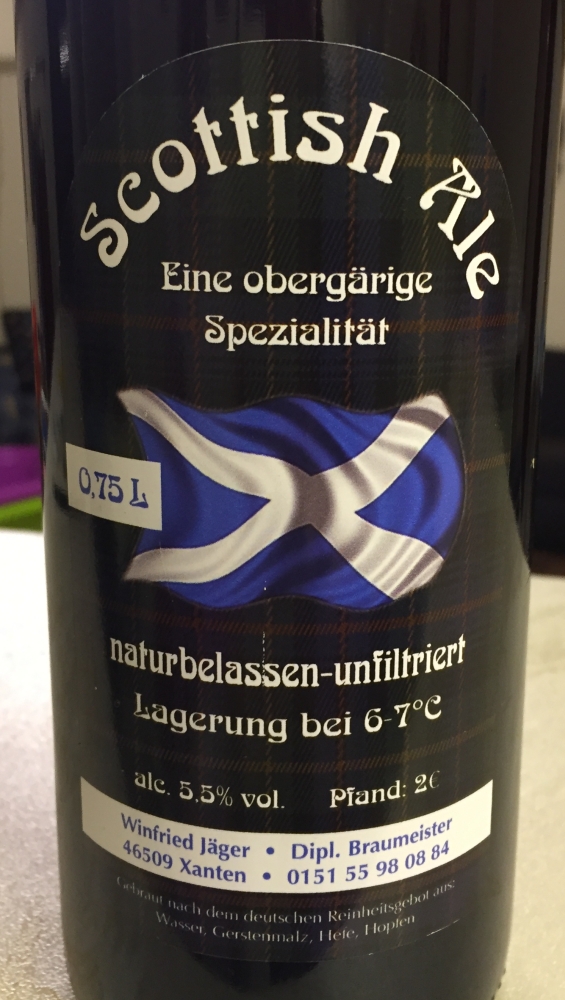 Scottish Ale
Eine obergärige
Spezialität
0,75 L
naturbelassen-unfiltriert
Lagerung bei 6-7°C
alc. 5,5% vol. Pfand: 2€
Winfried Jäger • Dipl. Braumeister
46509 Xanten • 0151 55 98 08 84
Gebraut nach dem deutschen Reinheitsgebot aus:
Wasser, Gerstenmalz, Hefe, Hopfen